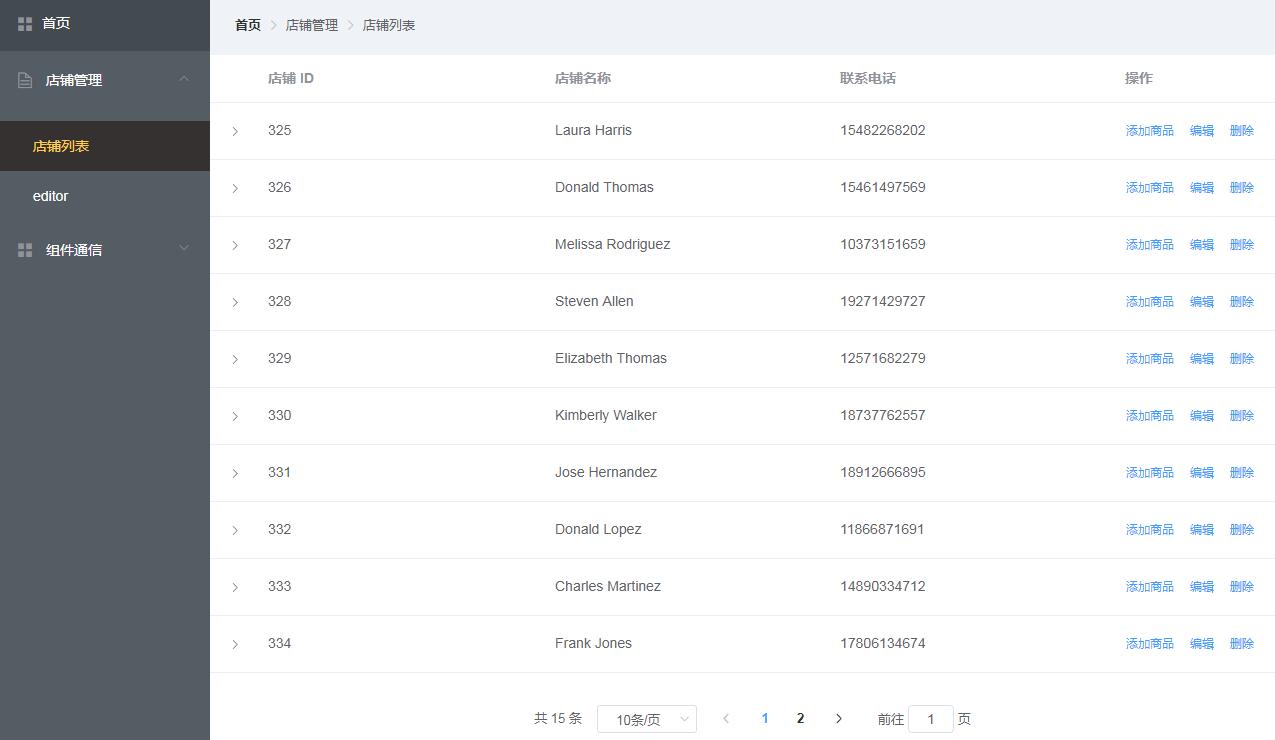 首页
店铺管理
店铺列表
editor
组件通信
首页 店铺管理 店铺列表
店铺 ID 店铺名称 联系电话 操作
325 Laura Harris 15482268202 添加商品 编辑 删除
326 Donald Thomas 15461497569 添加商品 编辑 删除
327 Melissa Rodriguez 10373151659 添加商品 编辑 删除
328 Steven Allen 19271429727 添加商品 编辑 删除
329 Elizabeth Thomas 12571682279 添加商品 编辑 删除
330 Kimberly Walker 18737762557 添加商品 编辑 删除
331 Jose Hernandez 18912666895 添加商品 编辑 删除
332 Donald Lopez 11866871691 添加商品 编辑 删除
333 Charles Martinez 14890334712 添加商品 编辑 删除
334 Frank Jones 17806134674 添加商品 编辑 删除
共 15 条 10条/页 1 2 前往 1 页